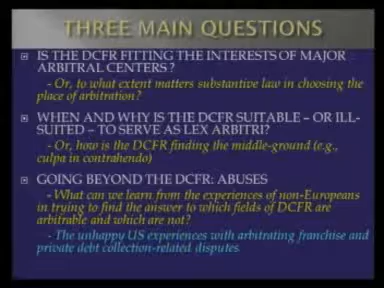 THREE MAIN QUESTIONS
IS THE DCFR FITTING THE INTERESTS OF MAJOR
ARBITRAL CENTERS ?
- Or, to what extent matters substantive law in choosing the
place of arbitration?
WHEN AND WHY IS THE DCFR SUITABLE – OR ILL-
SUITED – TO SERVE AS LEX ARBITRI?
- Or, how is the DCFR finding the middle-ground (e.g.,
culpa in contrahendo)
GOING BEYOND THE DCFR: ABUSES
- What can we learn from the experiences of non-Europeans
in trying to find the answer to which fields of DCFR are
arbitrable and which are not?
- The unhappy US experiences with arbitrating franchise and
private debt collection-related disputes